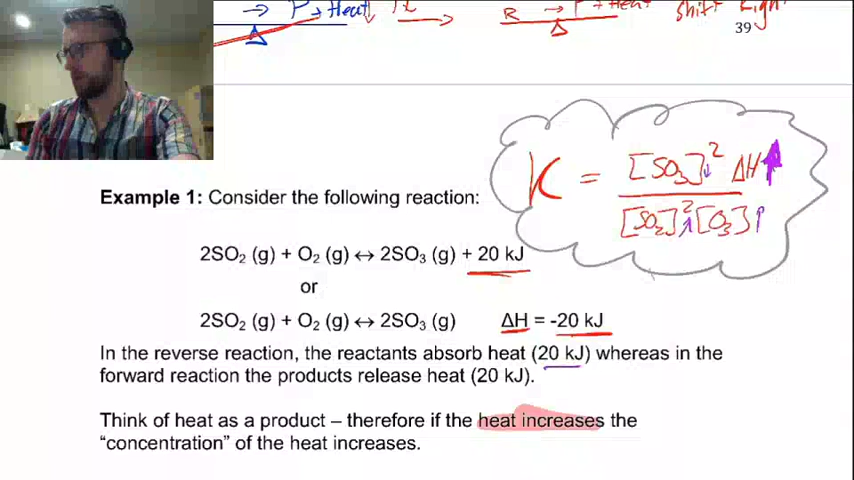 → P + Heat
R → P + Heat shift Right
39
K = [SO₃]² ΔH
[SO₂]² [O₃]
Example 1: Consider the following reaction:
2SO₂ (g) + O₂ (g) ↔ 2SO₃ (g) + 20 kJ
or
2SO₂ (g) + O₂ (g) ↔ 2SO₃ (g) ΔH = -20 kJ
In the reverse reaction, the reactants absorb heat (20 kJ) whereas in the
forward reaction the products release heat (20 kJ).
Think of heat as a product – therefore if the heat increases the
“concentration” of the heat increases.